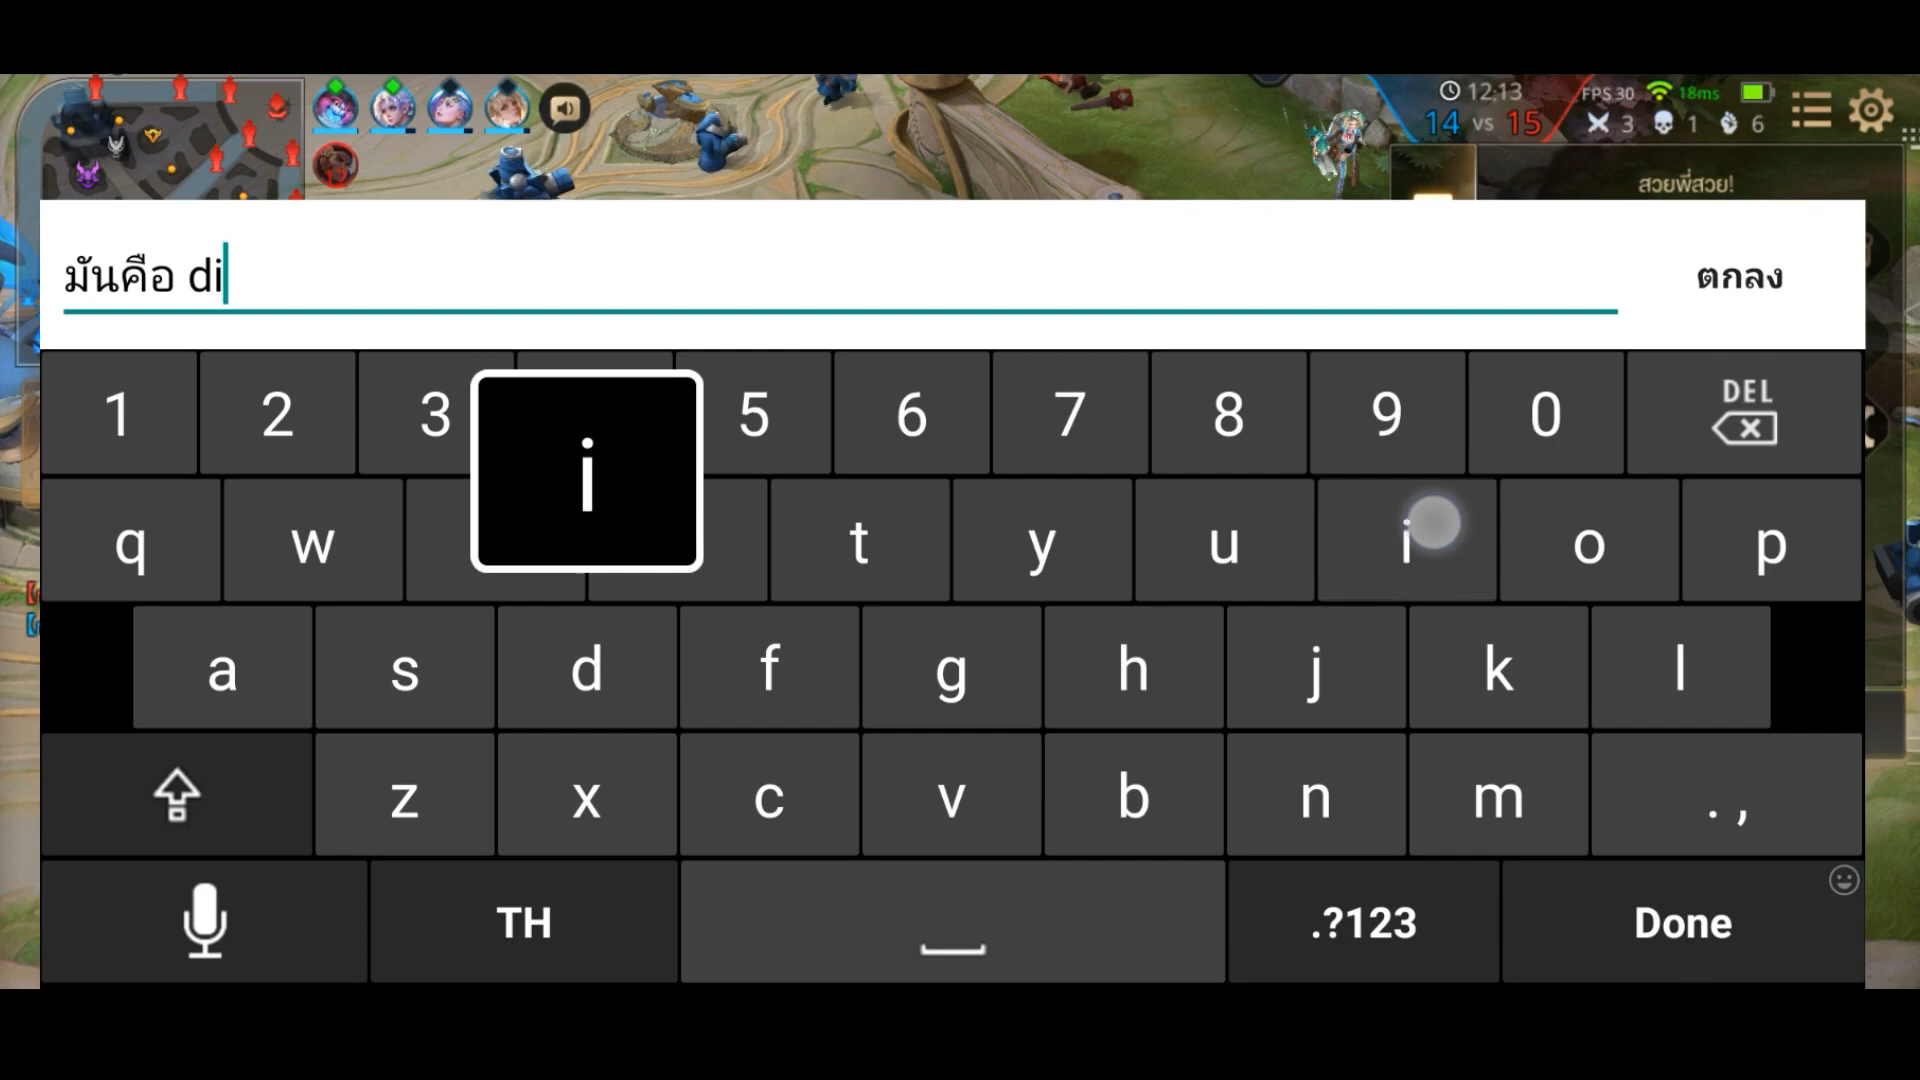 12:13
14 vs 15
FPS 30
18ms
3 1 6
17
สวยพี่สวย!
มันคือ di
ตกลง
1 2 3 5 6 7 8 9 0 DEL
i
q w t y u i o p
a s d f g h j k l
z x c v b n m . ,
TH .?123 Done